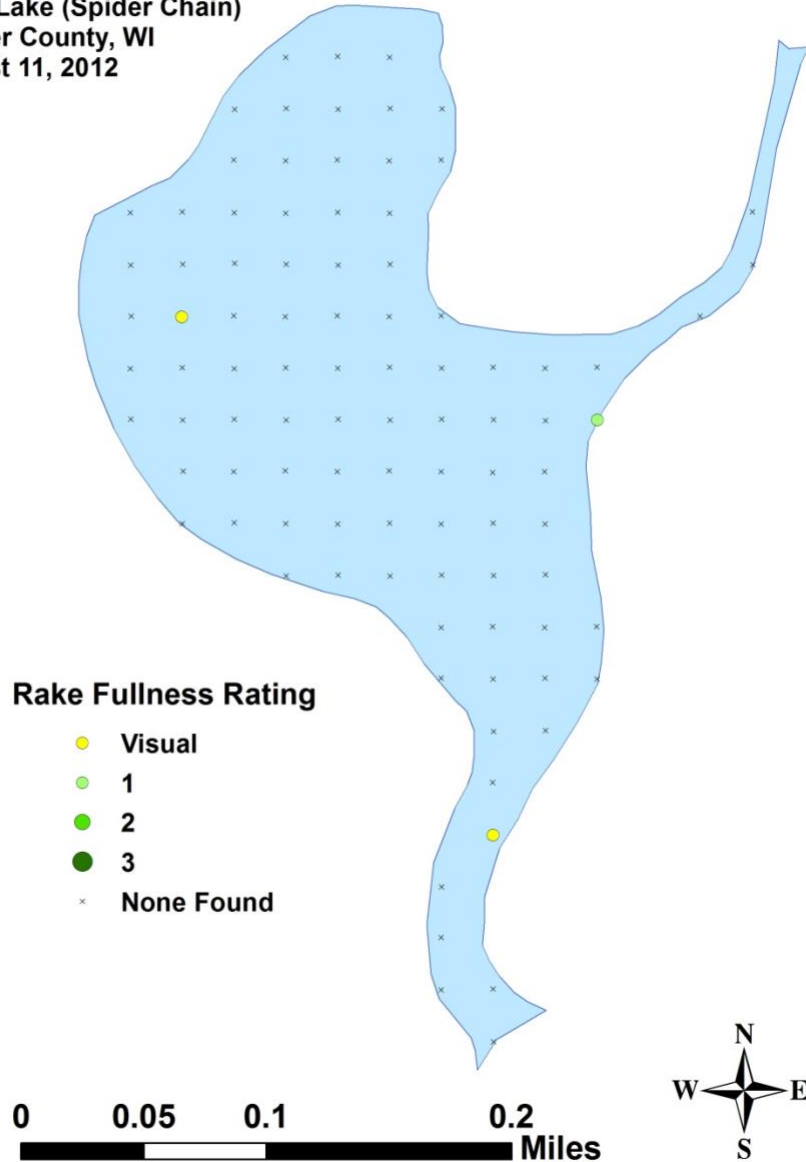 Lake (Spider Chain)
County, WI
11, 2012
Rake Fullness Rating
Visual
1
2
3
None Found
0 0.05 0.1 0.2
Miles
N
W E
S